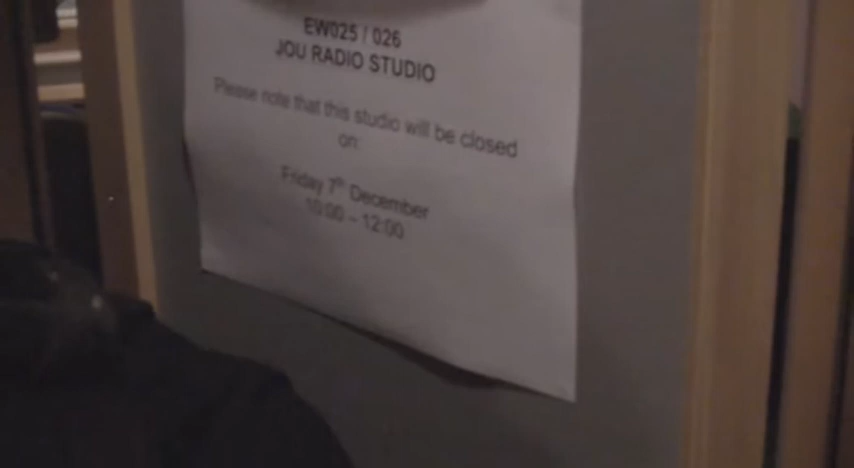 EW025 / 026
JOU RADIO STUDIO
Please note that this studio will be closed
on:
Friday 7th December
10:00 – 12:00